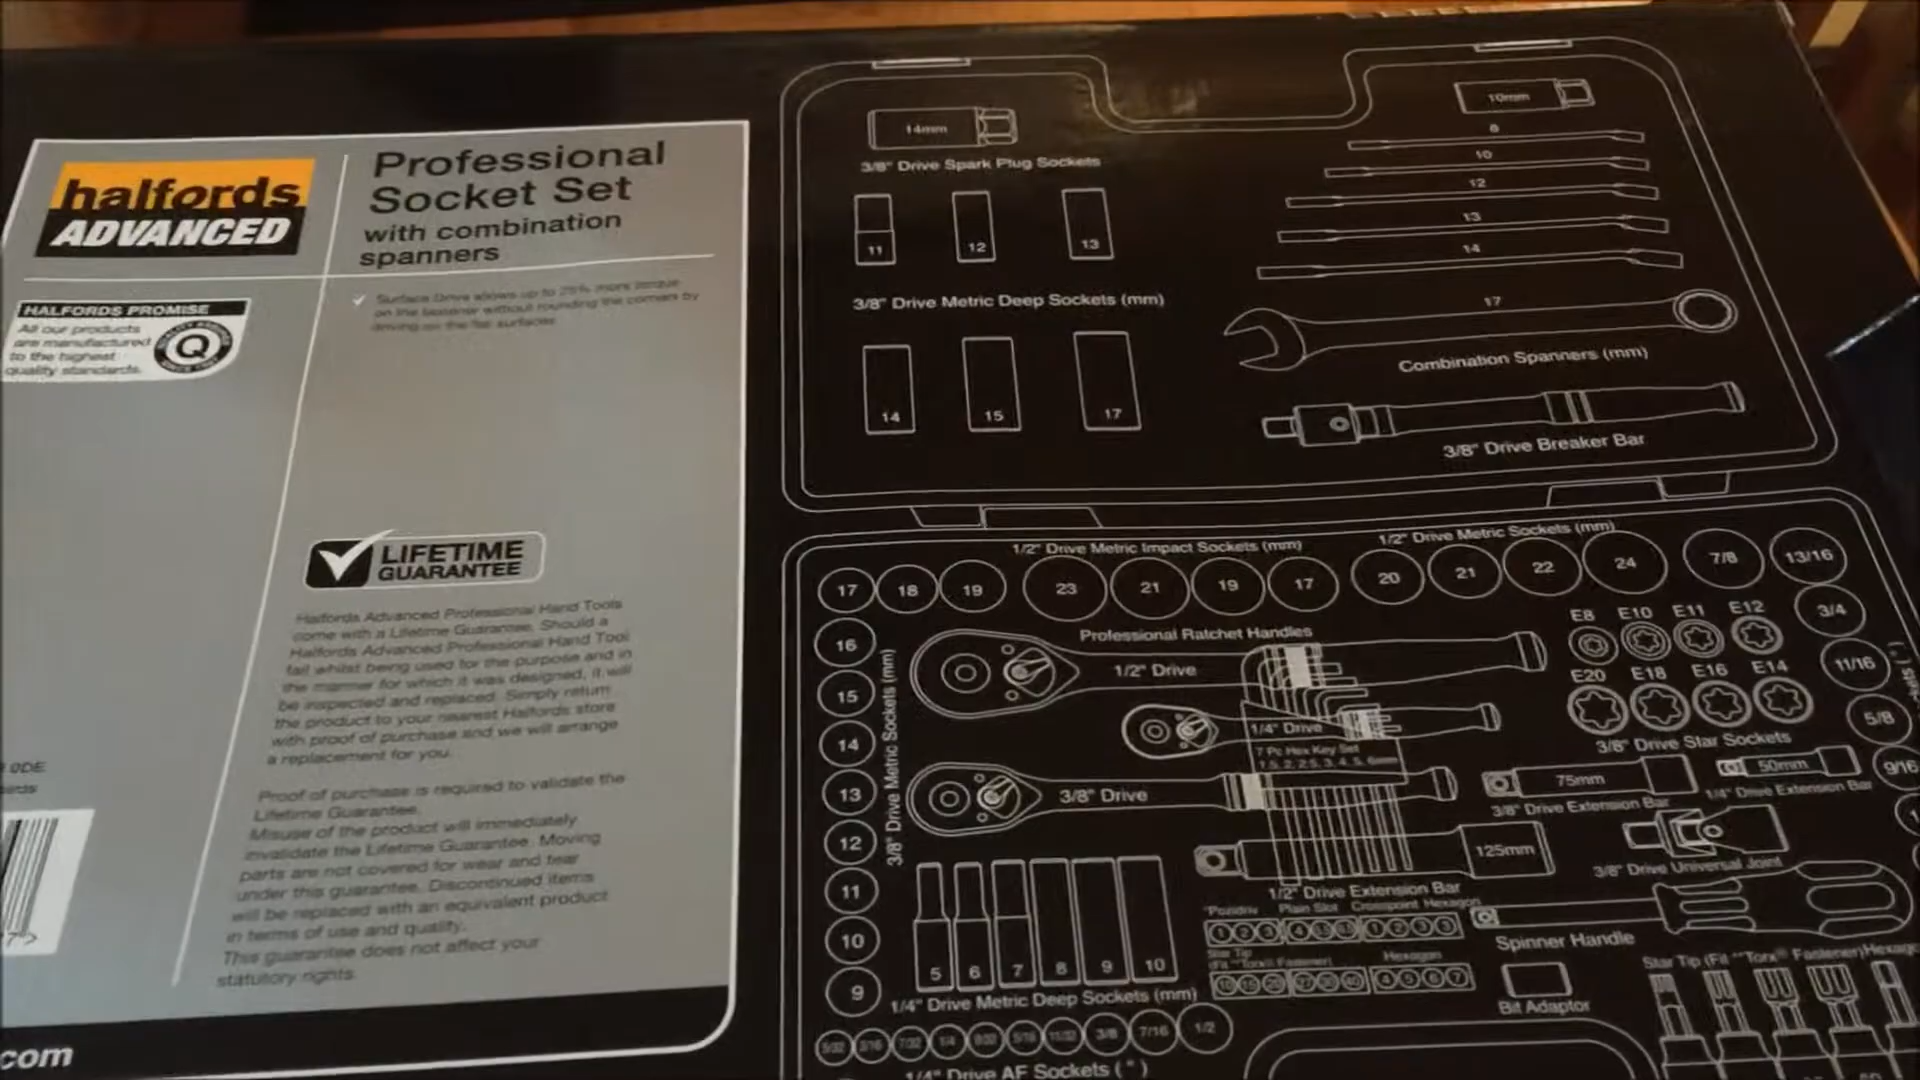 halfords
ADVANCED
Professional
Socket Set
with combination
spanners
HALFORDS PROMISE
All our products
are manufactured
to the highest
quality standards.
Q
Surface Drive allows up to 25% more torque
on the fastener without rounding the corners by
driving on the flat surfaces
LIFETIME
GUARANTEE
Halfords Advanced Professional Hand Tools
come with a Lifetime Guarantee. Should a
Halfords Advanced Professional Hand Tool
fail whilst being used for the purpose and in
the manner for which it was designed, it will
be inspected and replaced. Simply return
the product to your nearest Halfords store
with proof of purchase and we will arrange
a replacement for you.
Proof of purchase is required to validate the
Lifetime Guarantee.
Misuse of the product will immediately
invalidate the Lifetime Guarantee. Moving
parts are not covered for wear and tear
under this guarantee. Discontinued items
will be replaced with an equivalent product
in terms of use and quality.
This guarantee does not affect your
statutory rights.
0DE
com
14mm
3/8" Drive Spark Plug Sockets
11 12 13
3/8" Drive Metric Deep Sockets (mm)
14 15 17
10mm
8
10
12
13
14
17
Combination Spanners (mm)
3/8" Drive Breaker Bar
1/2" Drive Metric Impact Sockets (mm)
1/2" Drive Metric Sockets (mm)
17 18 19 23 21 19 17 20 21 22 24 7/8 13/16
16
15
14
13
12
11
10
9
3/8" Drive Metric Sockets (mm)
Professional Ratchet Handles
1/2" Drive
1/4" Drive
7 Pc Hex Key Set
1.5, 2, 2.5, 3, 4, 5, 6mm
3/8" Drive
E8 E10 E11 E12
E20 E18 E16 E14
3/8" Drive Star Sockets
3/4
11/16
5/8
9/16
75mm
3/8" Drive Extension Bar
50mm
1/4" Drive Extension Bar
125mm
1/2" Drive Extension Bar
3/8" Drive Universal Joint
5 6 7 8 9 10
1/4" Drive Metric Deep Sockets (mm)
*Pozidriv Plain Slot Crosspoint Hexagon
1 2 3 4 1 2 3 3
Star Tip
(Fit **Torx® Fastener)
Hexagon
4 5 6 7
Spinner Handle
Bit Adaptor
Star Tip (Fit **Torx® Fastener)
5/32 3/16 7/32 1/4 9/32 5/16 11/32 3/8 7/16 1/2
1/4" Drive AF Sockets (")